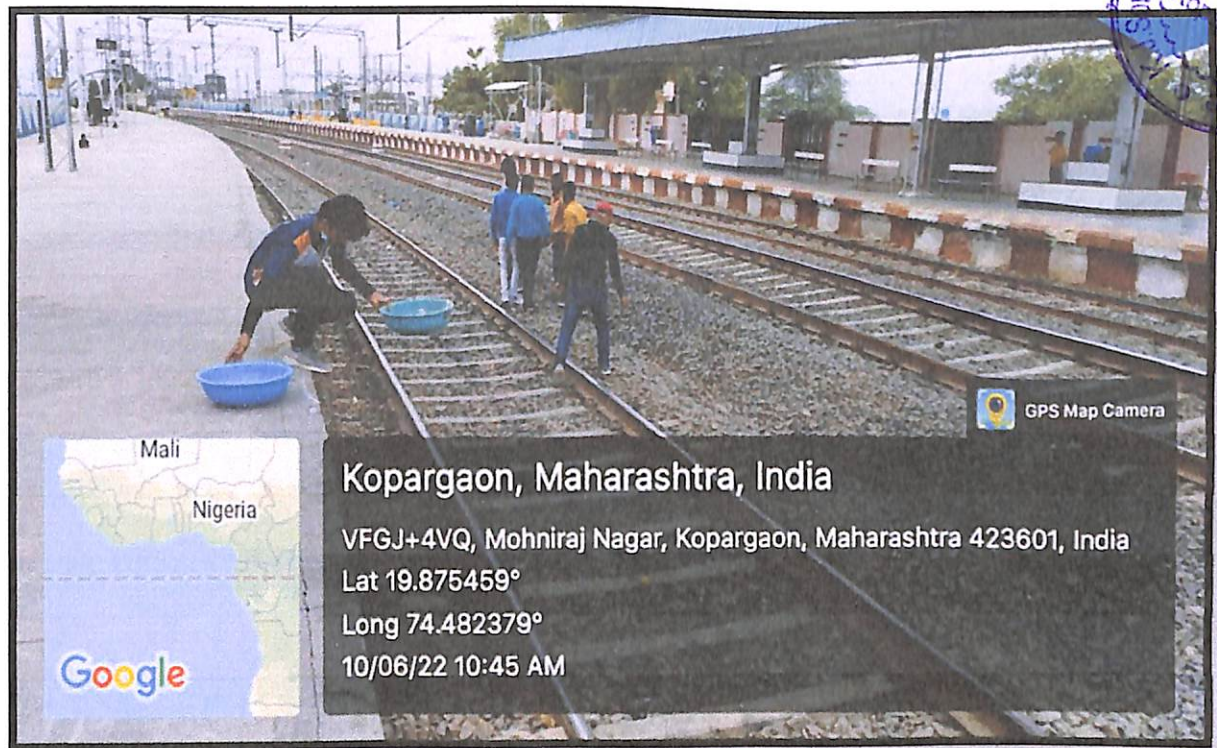 GPS Map Camera
Mali
Nigeria
Google
Kopargaon, Maharashtra, India
VFGJ+4VQ, Mohniraj Nagar, Kopargaon, Maharashtra 423601, India
Lat 19.875459°
Long 74.482379°
10/06/22 10:45 AM